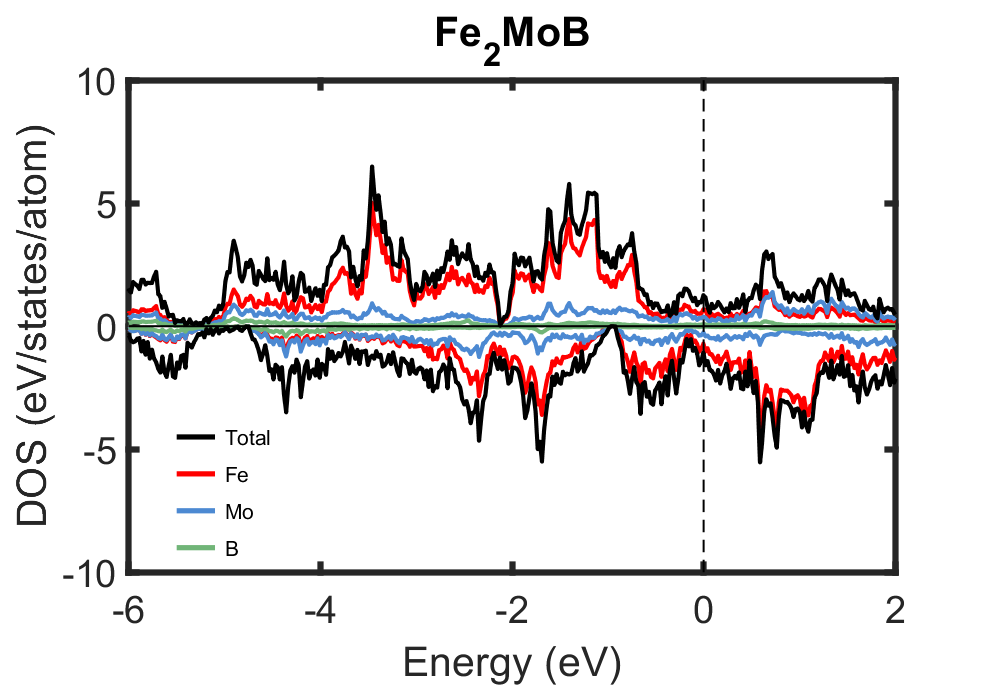 Fe₂MoB
DOS (eV/states/atom)
10
5
0
-5
-10
Total
Fe
Mo
B
-6 -4 -2 0 2
Energy (eV)